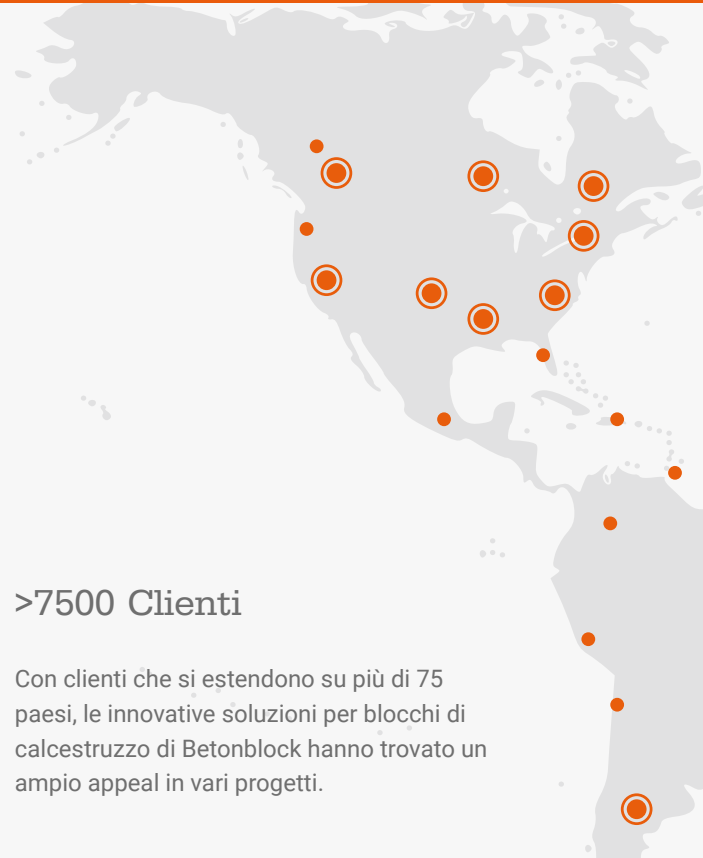 >7500 Clienti
Con clienti che si estendono su più di 75
paesi, le innovative soluzioni per blocchi di
calcestruzzo di Betonblock hanno trovato un
ampio appeal in vari progetti.